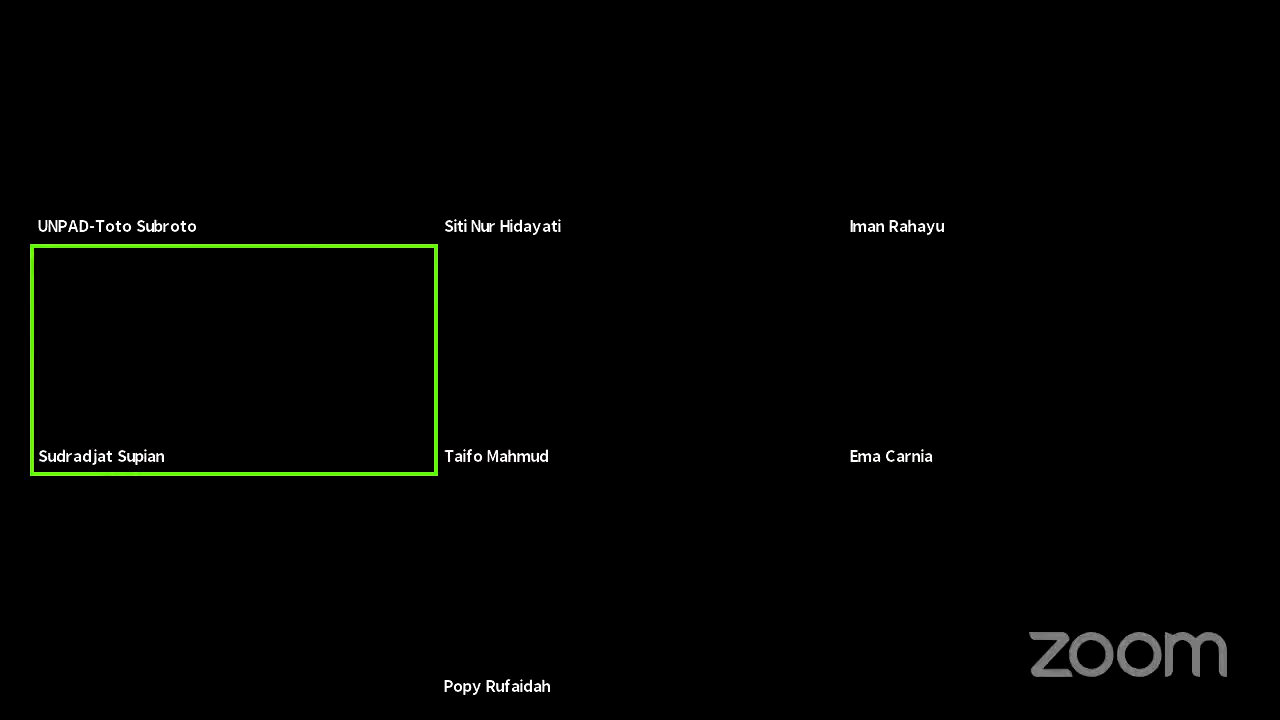 UNPAD-Toto Subroto
Siti Nur Hidayati
Iman Rahayu
Sudradjat Supian
Taifo Mahmud
Ema Carnia
Popy Rufaidah
zoom